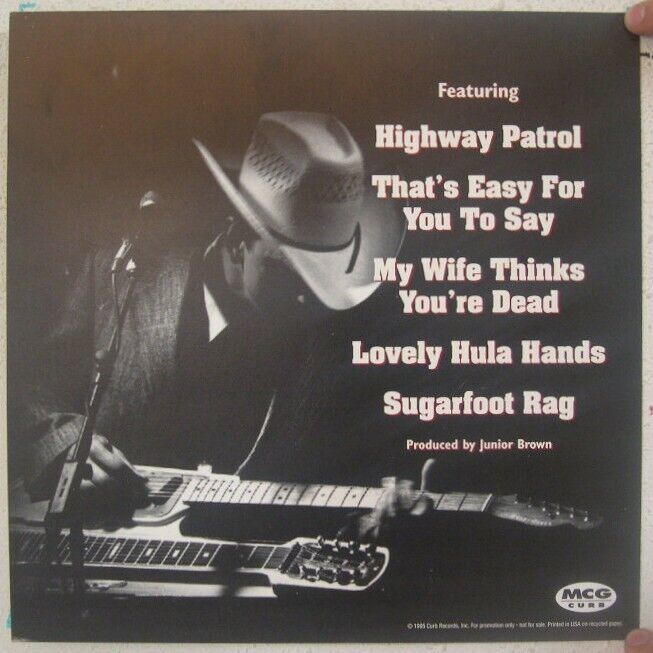 Featuring
Highway Patrol
That's Easy For
You To Say
My Wife Thinks
You're Dead
Lovely Hula Hands
Sugarfoot Rag
Produced by Junior Brown
MCG
CURB
© 1995 Curb Records, Inc. For promotion only - not for sale. Printed in USA on recycled paper.